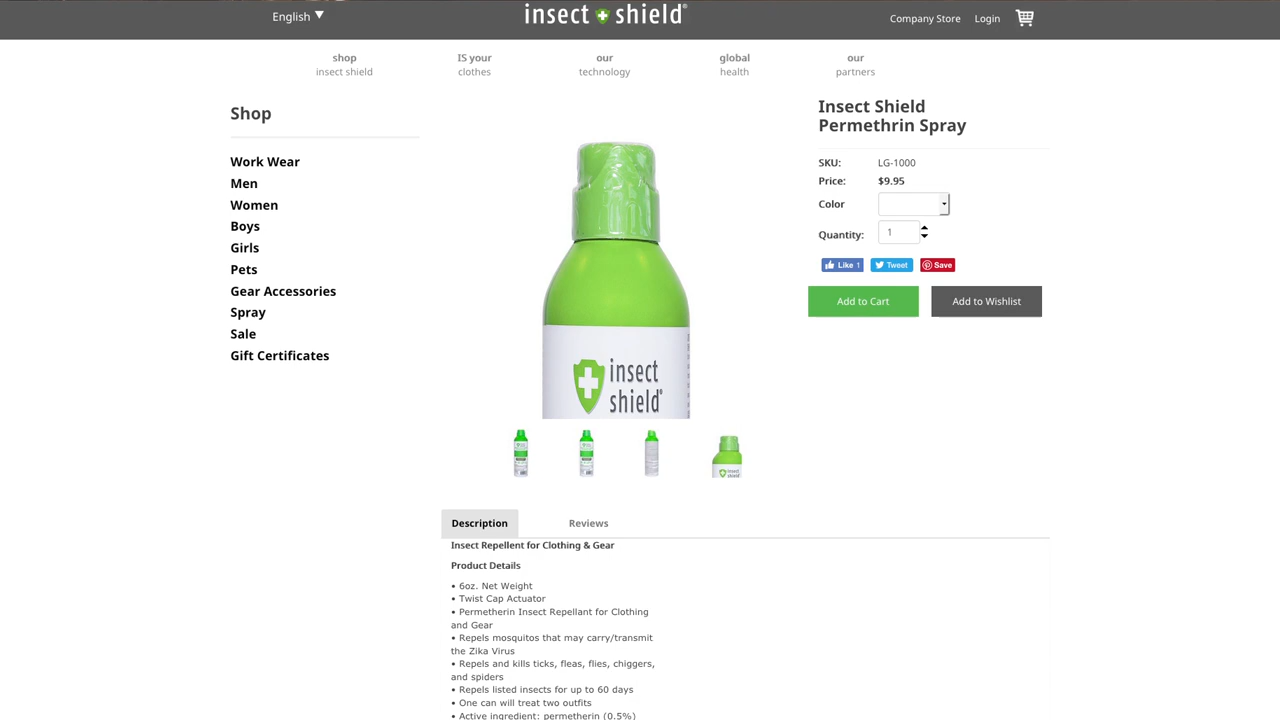 English ▼
insect shield®
Company Store
Login
shop
insect shield
IS your
clothes
our
technology
global
health
our
partners
Shop
Work Wear
Men
Women
Boys
Girls
Pets
Gear Accessories
Spray
Sale
Gift Certificates
insect
shield®
insect
shield
Insect Shield
Permethrin Spray
SKU: LG-1000
Price: $9.95
Color
Quantity: 1
Like 1
Tweet
Save
Add to Cart
Add to Wishlist
Description
Reviews
Insect Repellent for Clothing & Gear
Product Details
• 6oz. Net Weight
• Twist Cap Actuator
• Permetherin Insect Repellant for Clothing
and Gear
• Repels mosquitos that may carry/transmit
the Zika Virus
• Repels and kills ticks, fleas, flies, chiggers,
and spiders
• Repels listed insects for up to 60 days
• One can will treat two outfits
• Active ingredient: permetherin (0.5%)